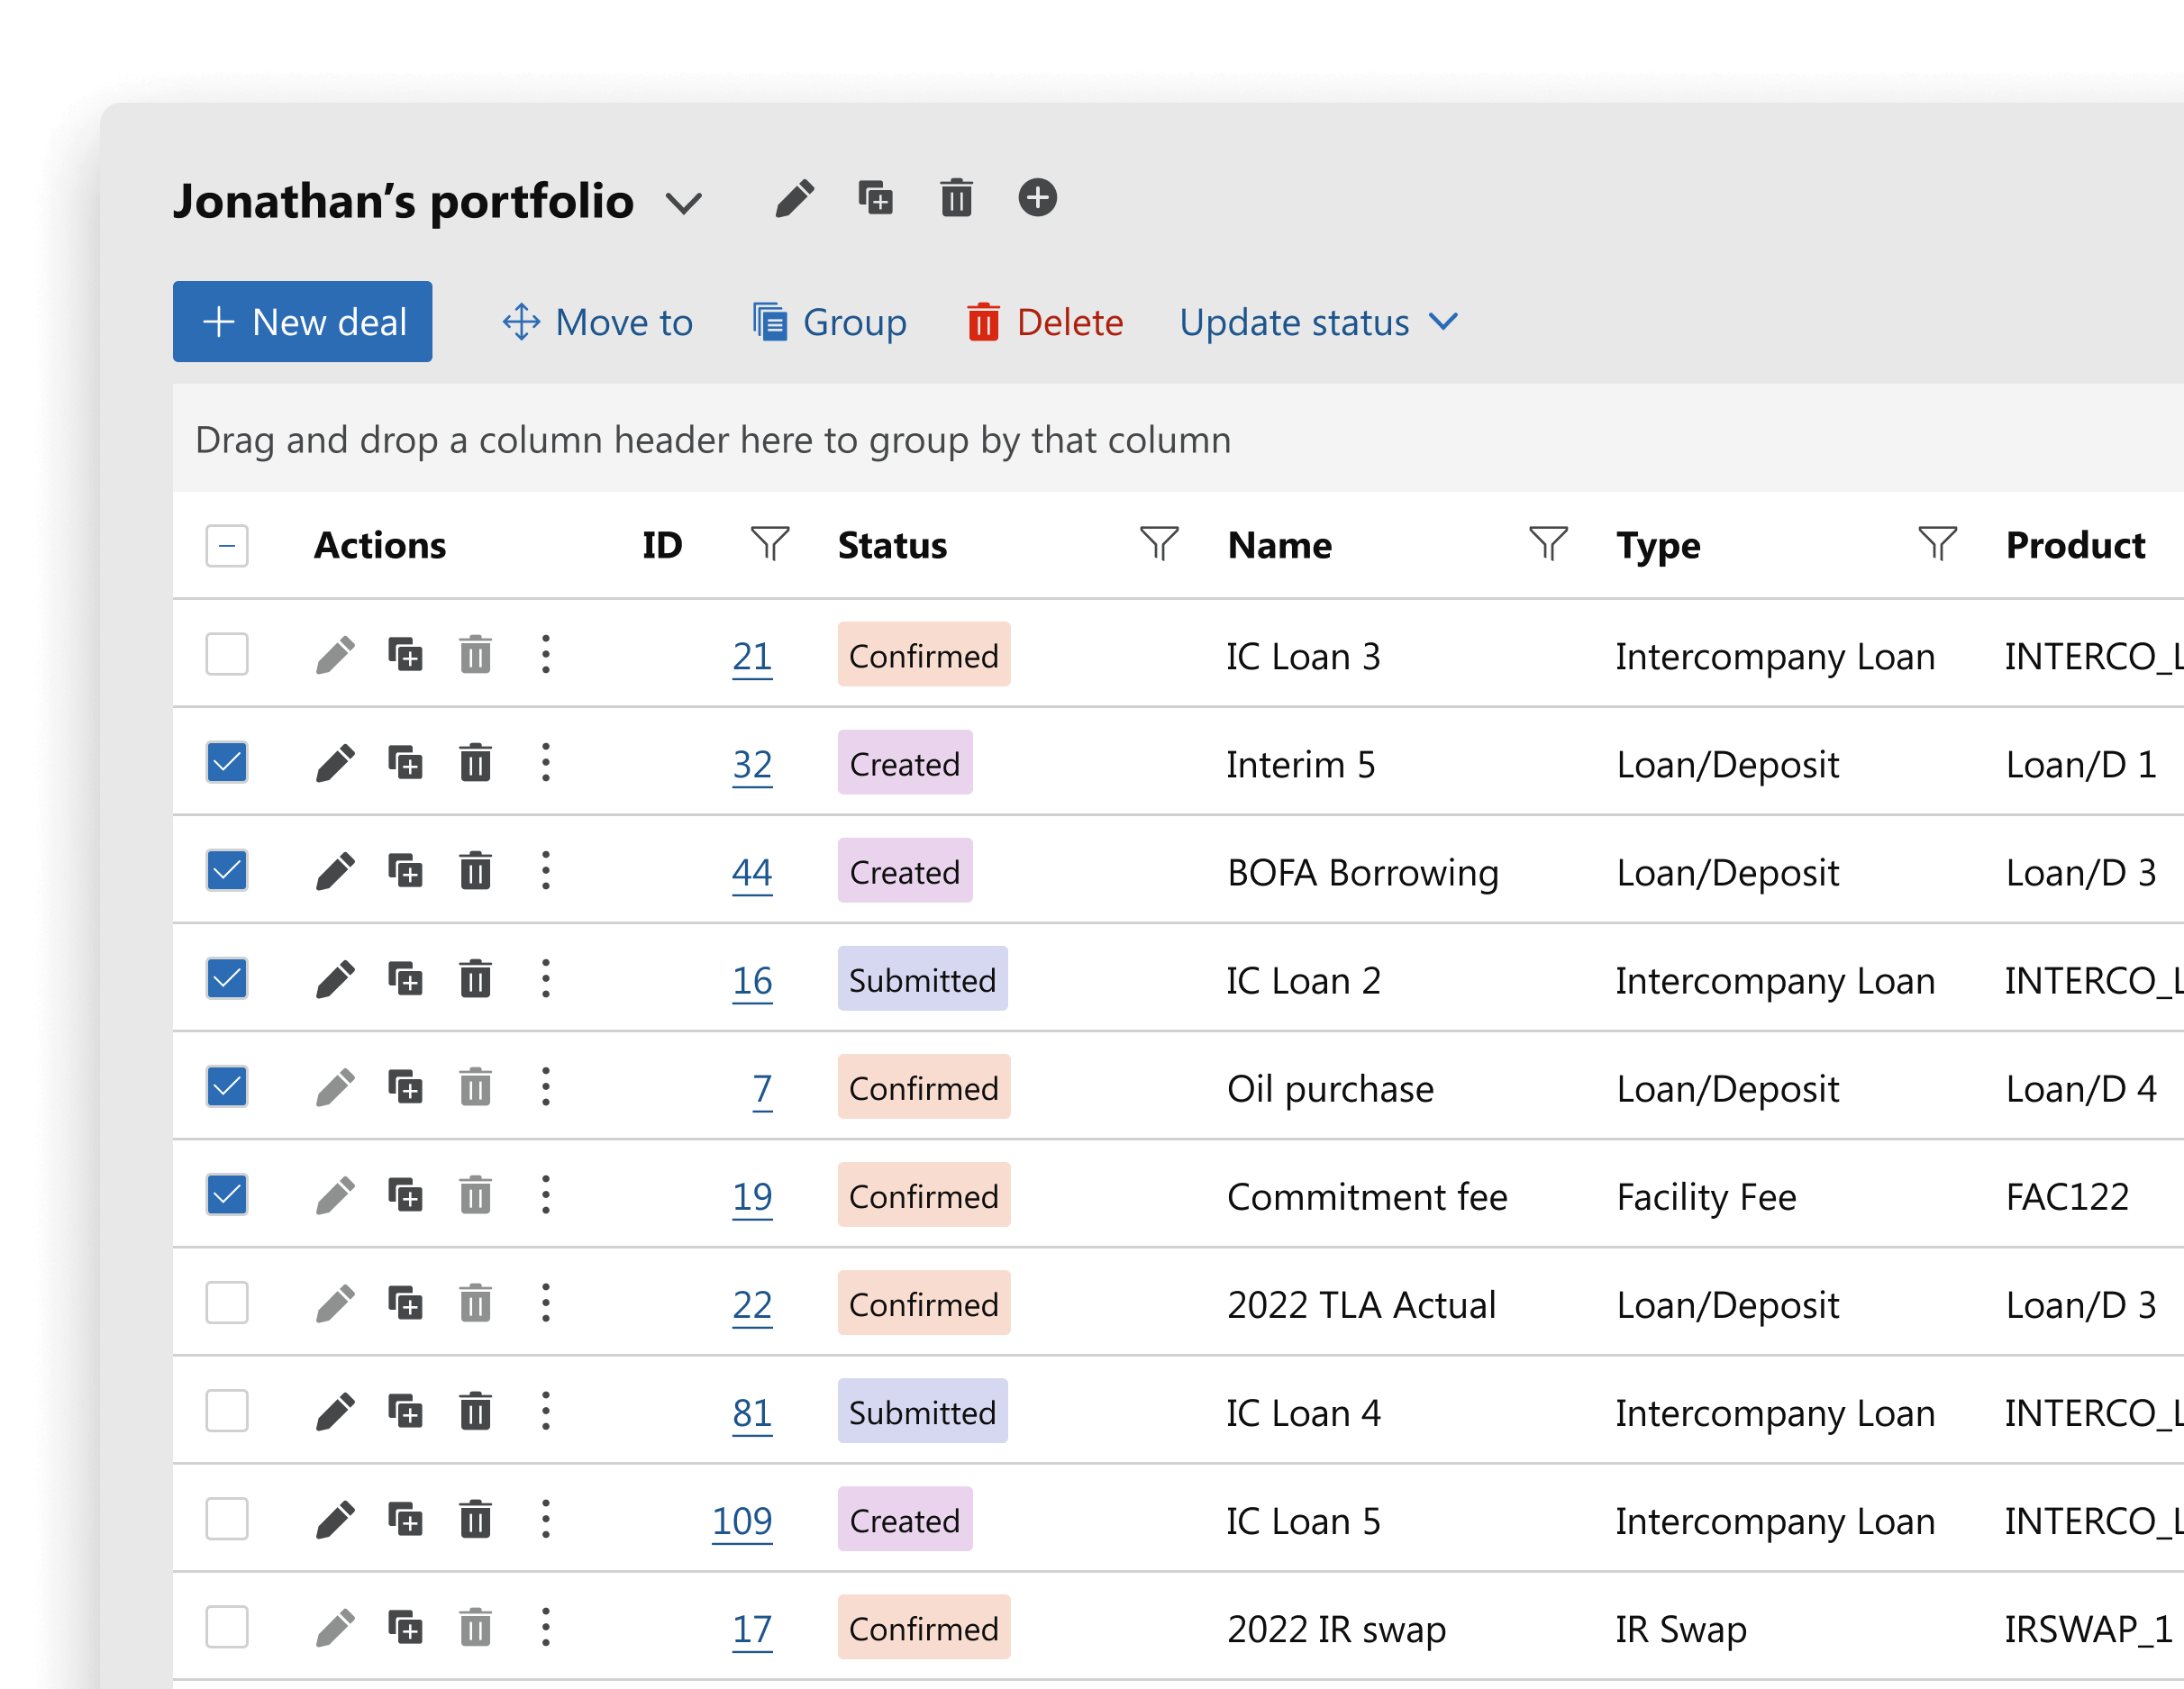 Jonathan’s portfolio
New deal Move to Group Delete Update status
Drag and drop a column header here to group by that column
Actions ID Status Name Type Product
21 Confirmed IC Loan 3 Intercompany Loan INTERCO_L
32 Created Interim 5 Loan/Deposit Loan/D 1
44 Created BOFA Borrowing Loan/Deposit Loan/D 3
16 Submitted IC Loan 2 Intercompany Loan INTERCO_L
7 Confirmed Oil purchase Loan/Deposit Loan/D 4
19 Confirmed Commitment fee Facility Fee FAC122
22 Confirmed 2022 TLA Actual Loan/Deposit Loan/D 3
81 Submitted IC Loan 4 Intercompany Loan INTERCO_L
109 Created IC Loan 5 Intercompany Loan INTERCO_L
17 Confirmed 2022 IR swap IR Swap IRSWAP_1